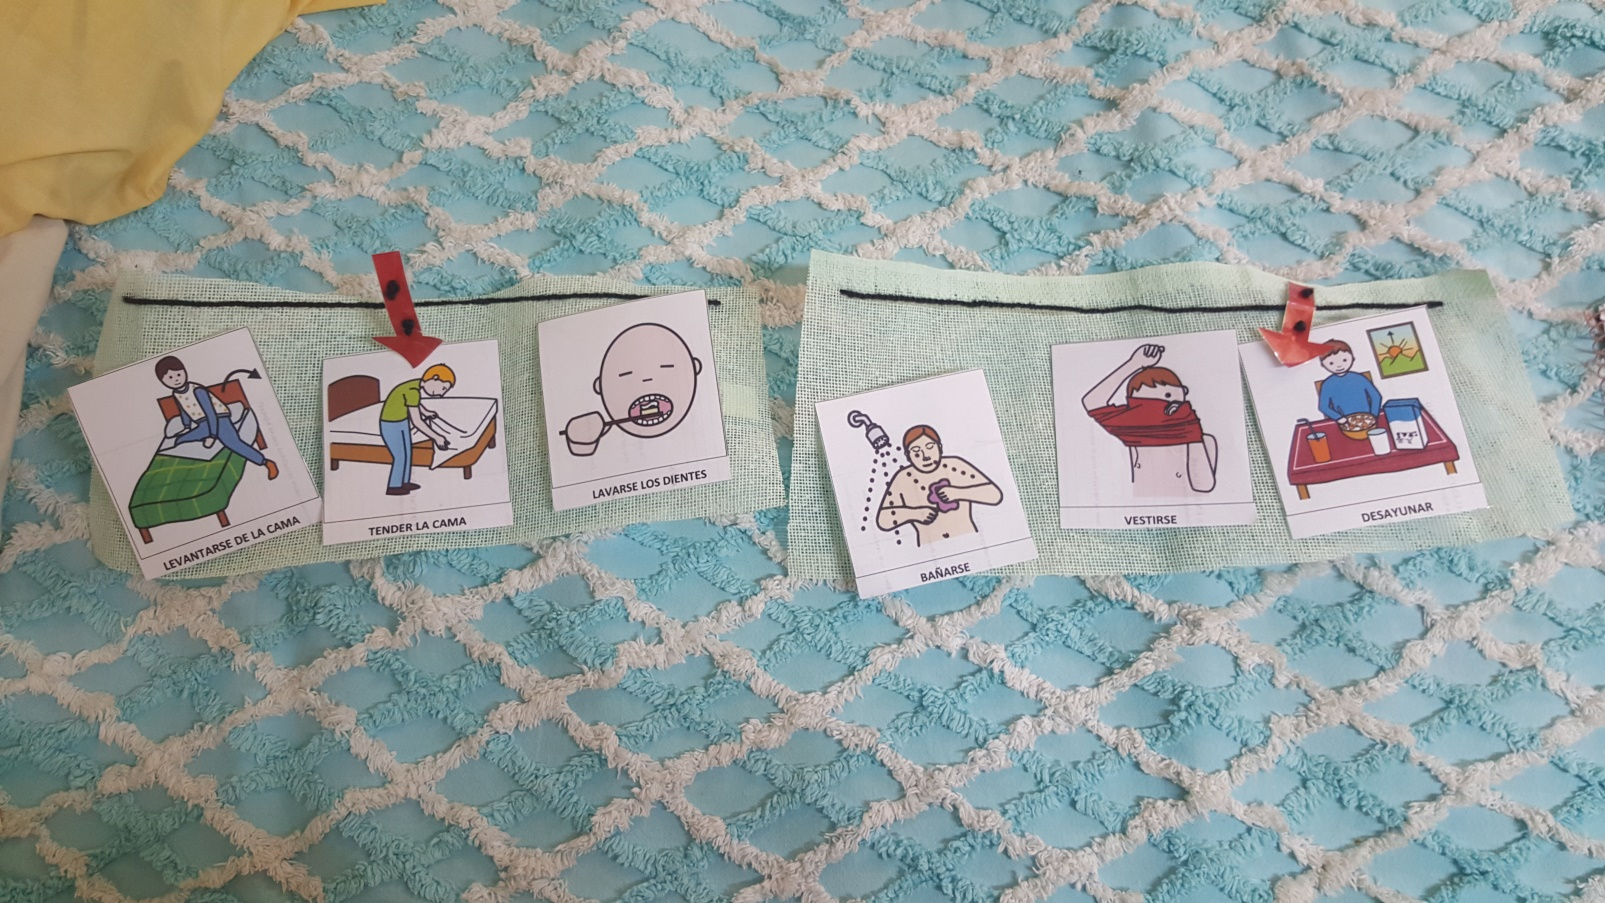 LEVANTARSE DE LA CAMA
TENDER LA CAMA
LAVARSE LOS DIENTES
BAÑARSE
VESTIRSE
DESAYUNAR